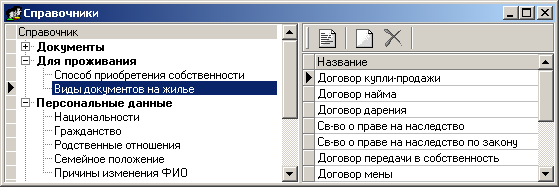 Справочники
Справочник
Документы
Для проживания
Способ приобретения собственности
Виды документов на жилье
Персональные данные
Национальности
Гражданство
Родственные отношения
Семейное положение
Причины изменения ФИО
Название
Договор купли-продажи
Договор найма
Договор дарения
Св-во о праве на наследство
Св-во о праве на наследство по закону
Договор передачи в собственность
Договор мены